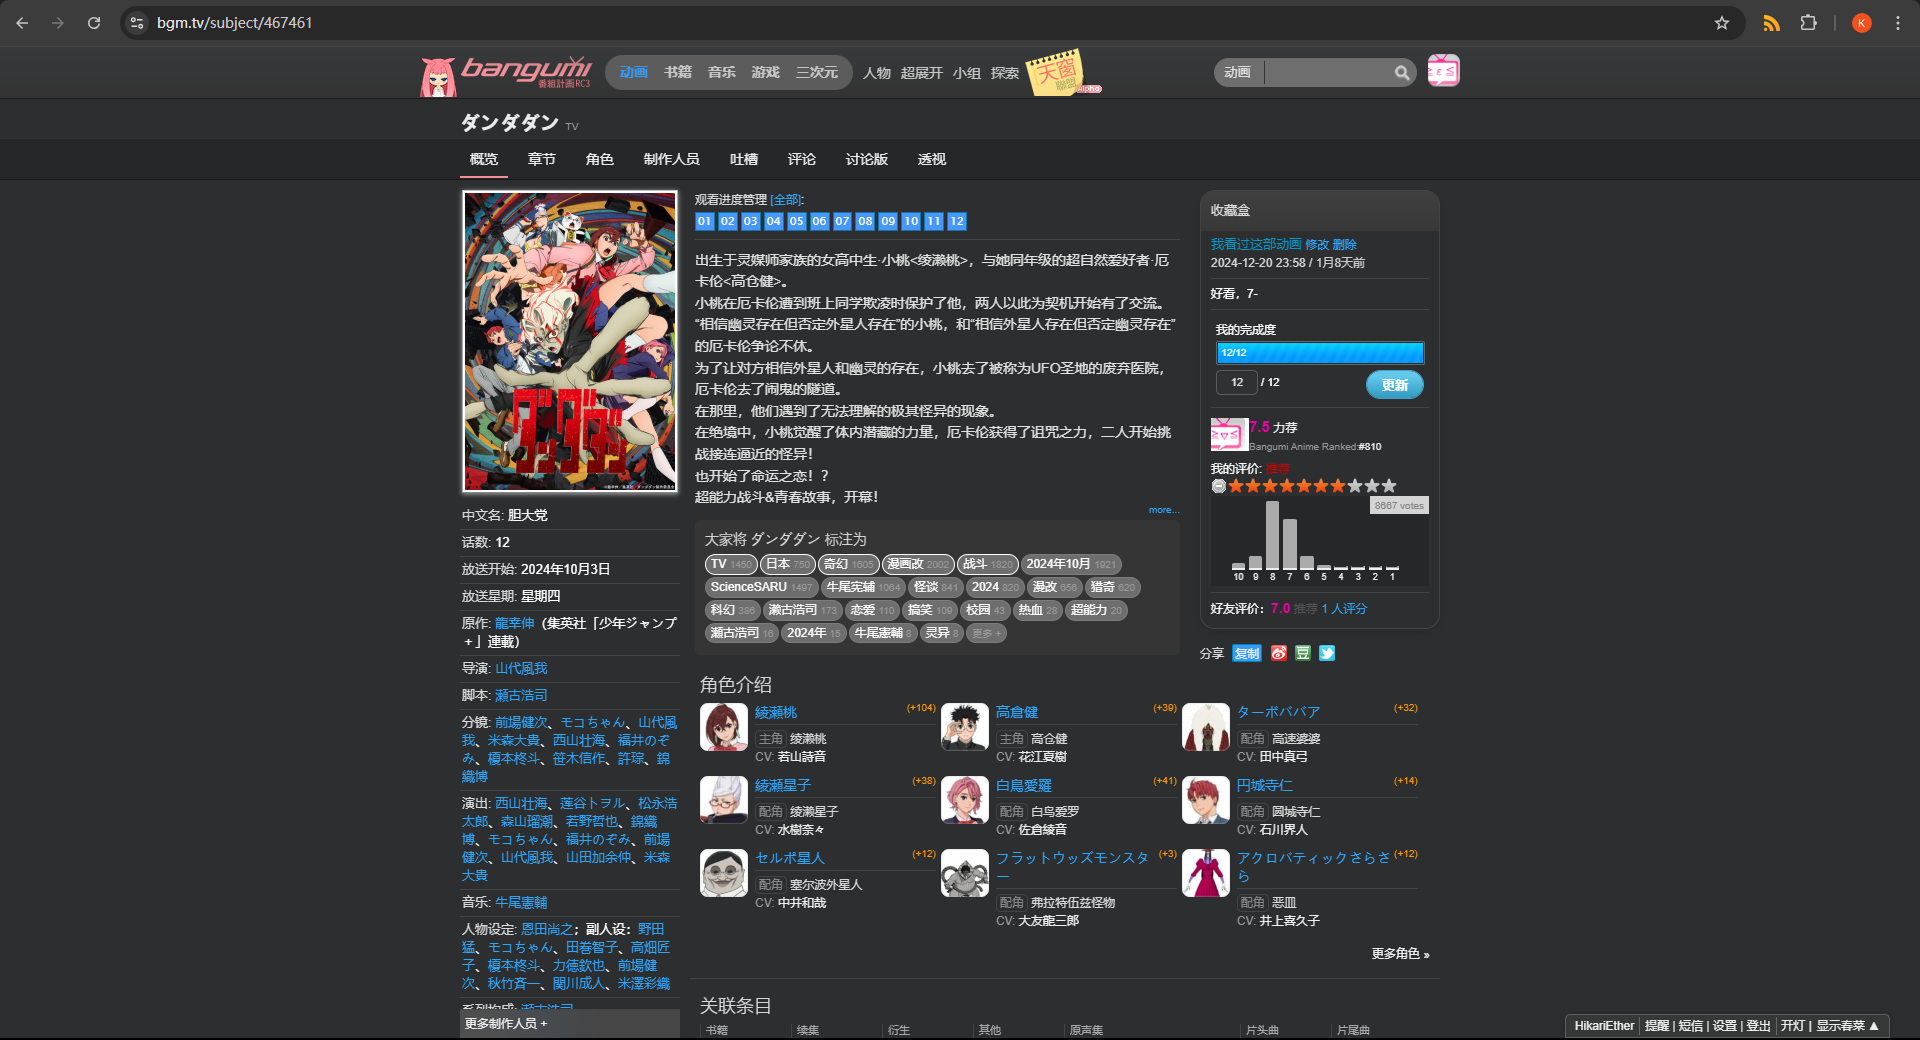 bgm.tv/subject/467461
K
bangumi
番組計画RC3
动画 书籍 音乐 游戏 三次元
人物 超展开 小组 探索
天窗
聯盟
alpha
动画
ダンダダン TV
概览 章节 角色 制作人员 吐槽 评论 讨论版 透视
ダンダダン
中文名: 胆大党
话数: 12
放送开始: 2024年10月3日
放送星期: 星期四
原作: 龍幸伸（集英社「少年ジャンプ
＋」連載）
导演: 山代風我
脚本: 瀬古浩司
分镜: 前場健次、モコちゃん、山代風
我、米森大貴、西山壮海、福井のぞ
み、榎本柊斗、笹木信作、許琮、錦
織博
演出: 西山壮海、莲谷トヲル、松永浩
太郎、森山瑠潮、若野哲也、錦織
博、モコちゃん、福井のぞみ、前場
健次、山代風我、山田加余仲、米森
大貴
音乐: 牛尾憲輔
人物设定: 恩田尚之；副人设：野田
猛、モコちゃん、田巻智子、高畑匠
子、榎本柊斗、力徳欽也、前場健
次、秋竹斉一、関川成人、米澤彩織
系列构成: 瀬古浩司
更多制作人员 +
观看进度管理 [全部]:
01 02 03 04 05 06 07 08 09 10 11 12
出生于灵媒师家族的女高中生·小桃<绫濑桃>，与她同年级的超自然爱好者·厄
卡伦<高仓健>。
小桃在厄卡伦遭到班上同学欺凌时保护了他，两人以此为契机开始有了交流。
“相信幽灵存在但否定外星人存在”的小桃，和“相信外星人存在但否定幽灵存在”
的厄卡伦争论不休。
为了让对方相信外星人和幽灵的存在，小桃去了被称为UFO圣地的废弃医院，
厄卡伦去了闹鬼的隧道。
在那里，他们遇到了无法理解的极其怪异的现象。
在绝境中，小桃觉醒了体内潜藏的力量，厄卡伦获得了诅咒之力，二人开始挑
战接连逼近的怪异！
也开始了命运之恋！？
超能力战斗&青春故事，开幕！
more...
大家将 ダンダダン 标注为
TV 1450 日本 750 奇幻 1605 漫画改 2002 战斗 1820 2024年10月 1921
ScienceSARU 1497 牛尾宪辅 1064 怪谈 841 2024 820 漫改 656 猎奇 620
科幻 386 濑古浩司 173 恋爱 110 搞笑 109 校园 43 热血 28 超能力 20
瀬古浩司 16 2024年 15 牛尾憲輔 8 灵异 8 更多 +
角色介绍
綾瀬桃 (+104)
主角 绫濑桃
CV: 若山詩音
高倉健 (+39)
主角 高仓健
CV: 花江夏樹
ターボババア (+32)
配角 高速婆婆
CV: 田中真弓
綾瀬星子 (+38)
配角 绫濑星子
CV: 水樹奈々
白鳥愛羅 (+41)
配角 白鸟爱罗
CV: 佐倉綾音
円城寺仁 (+14)
配角 圆城寺仁
CV: 石川界人
セルポ星人 (+12)
配角 塞尔波外星人
CV: 中井和哉
フラットウッズモンスタ (+3)
ー
配角 弗拉特伍兹怪物
CV: 大友龍三郎
アクロバティックさらさ (+12)
ら
配角 恶皿
CV: 井上喜久子
更多角色 »
关联条目
书籍 续集 衍生 其他 原声集 片头曲 片尾曲
收藏盒
我看过这部动画 修改 删除
2024-12-20 23:58 / 1月8天前
好看，7-
我的完成度
12/12
12 / 12
更新
7.5 力荐
Bangumi Anime Ranked:#810
我的评价: 推荐
8667 votes
10 9 8 7 6 5 4 3 2 1
好友评价：7.0 推荐 1 人评分
分享 复制
豆
HikariEther 提醒 | 短信 | 设置 | 登出 开灯 | 显示春菜 ▲